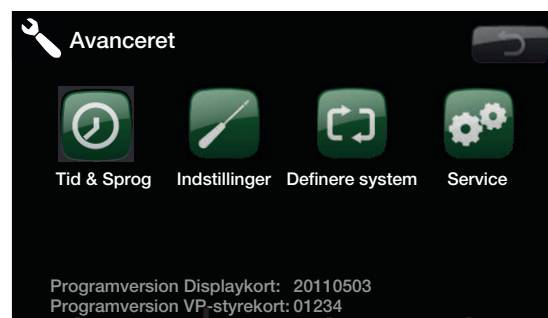 Avanceret
Tid & Sprog Indstillinger Definere system Service
Programversion Displaykort: 20110503
Programversion VP-styrekort: 01234